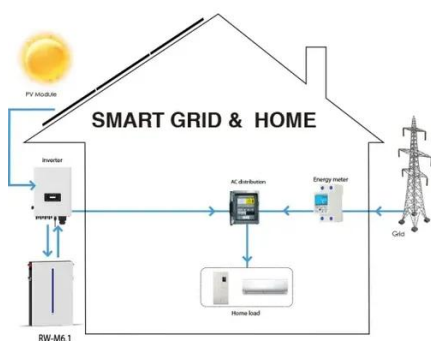 PV Module
SMART GRID & HOME
inverter
AC distribution
Energy meter
Grid
Home load
RW-M6.1